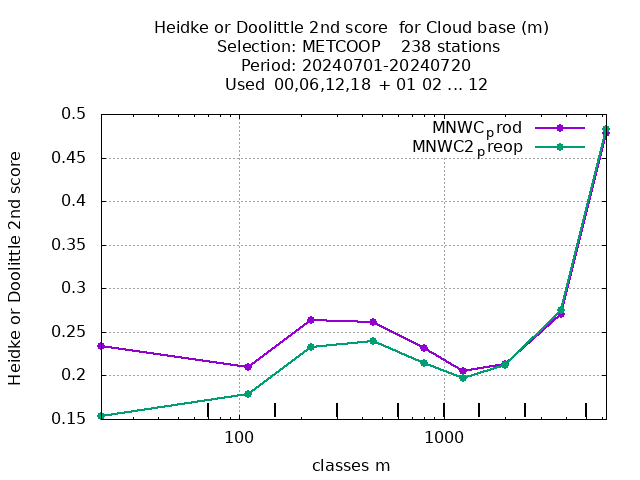 Heidke or Doolittle 2nd score  for Cloud base (m)
Selection: METCOOP    238 stations
Period: 20240701-20240720
Used  00,06,12,18 + 01 02 ... 12
MNWCprod
MNWC2preop
0.5
0.45
0.4
0.35
0.3
0.25
0.2
0.15
Heidke or Doolittle 2nd score
100
1000
classes m